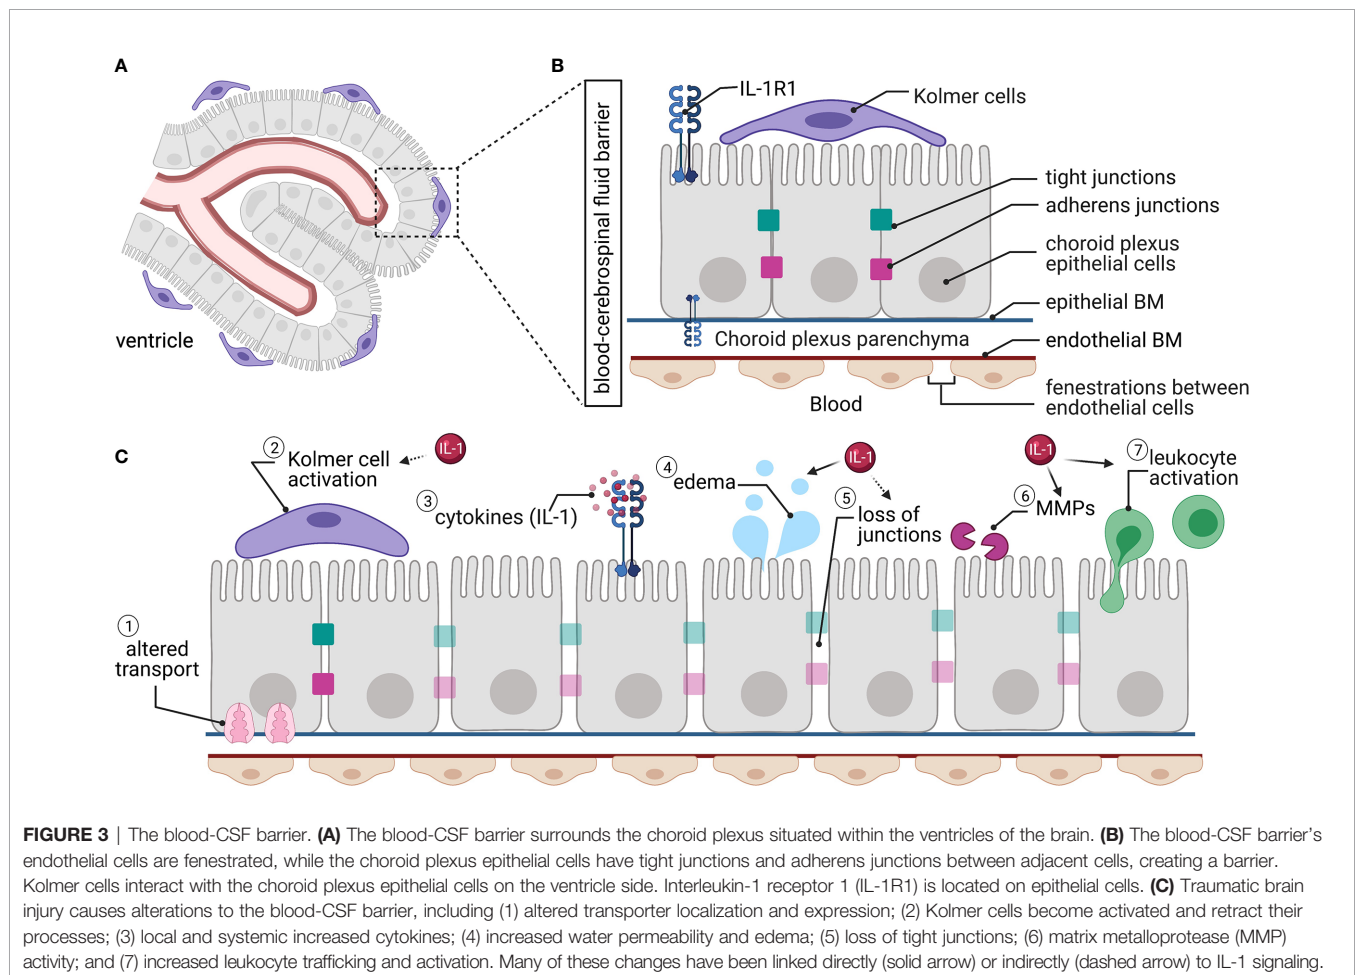 A
ventricle
B
blood-cerebrospinal fluid barrier
IL-1R1
Kolmer cells
tight junctions
adherens junctions
choroid plexus
epithelial cells
epithelial BM
Choroid plexus parenchyma
endothelial BM
Blood
fenestrations between
endothelial cells
C
2
Kolmer cell
activation
IL-1
3
cytokines (IL-1)
4
edema
IL-1
5
loss of
junctions
IL-1
6
MMPs
7
leukocyte
activation
1
altered
transport
FIGURE 3 | The blood-CSF barrier. (A) The blood-CSF barrier surrounds the choroid plexus situated within the ventricles of the brain. (B) The blood-CSF barrier's
endothelial cells are fenestrated, while the choroid plexus epithelial cells have tight junctions and adherens junctions between adjacent cells, creating a barrier.
Kolmer cells interact with the choroid plexus epithelial cells on the ventricle side. Interleukin-1 receptor 1 (IL-1R1) is located on epithelial cells. (C) Traumatic brain
injury causes alterations to the blood-CSF barrier, including (1) altered transporter localization and expression; (2) Kolmer cells become activated and retract their
processes; (3) local and systemic increased cytokines; (4) increased water permeability and edema; (5) loss of tight junctions; (6) matrix metalloprotease (MMP)
activity; and (7) increased leukocyte trafficking and activation. Many of these changes have been linked directly (solid arrow) or indirectly (dashed arrow) to IL-1 signaling.